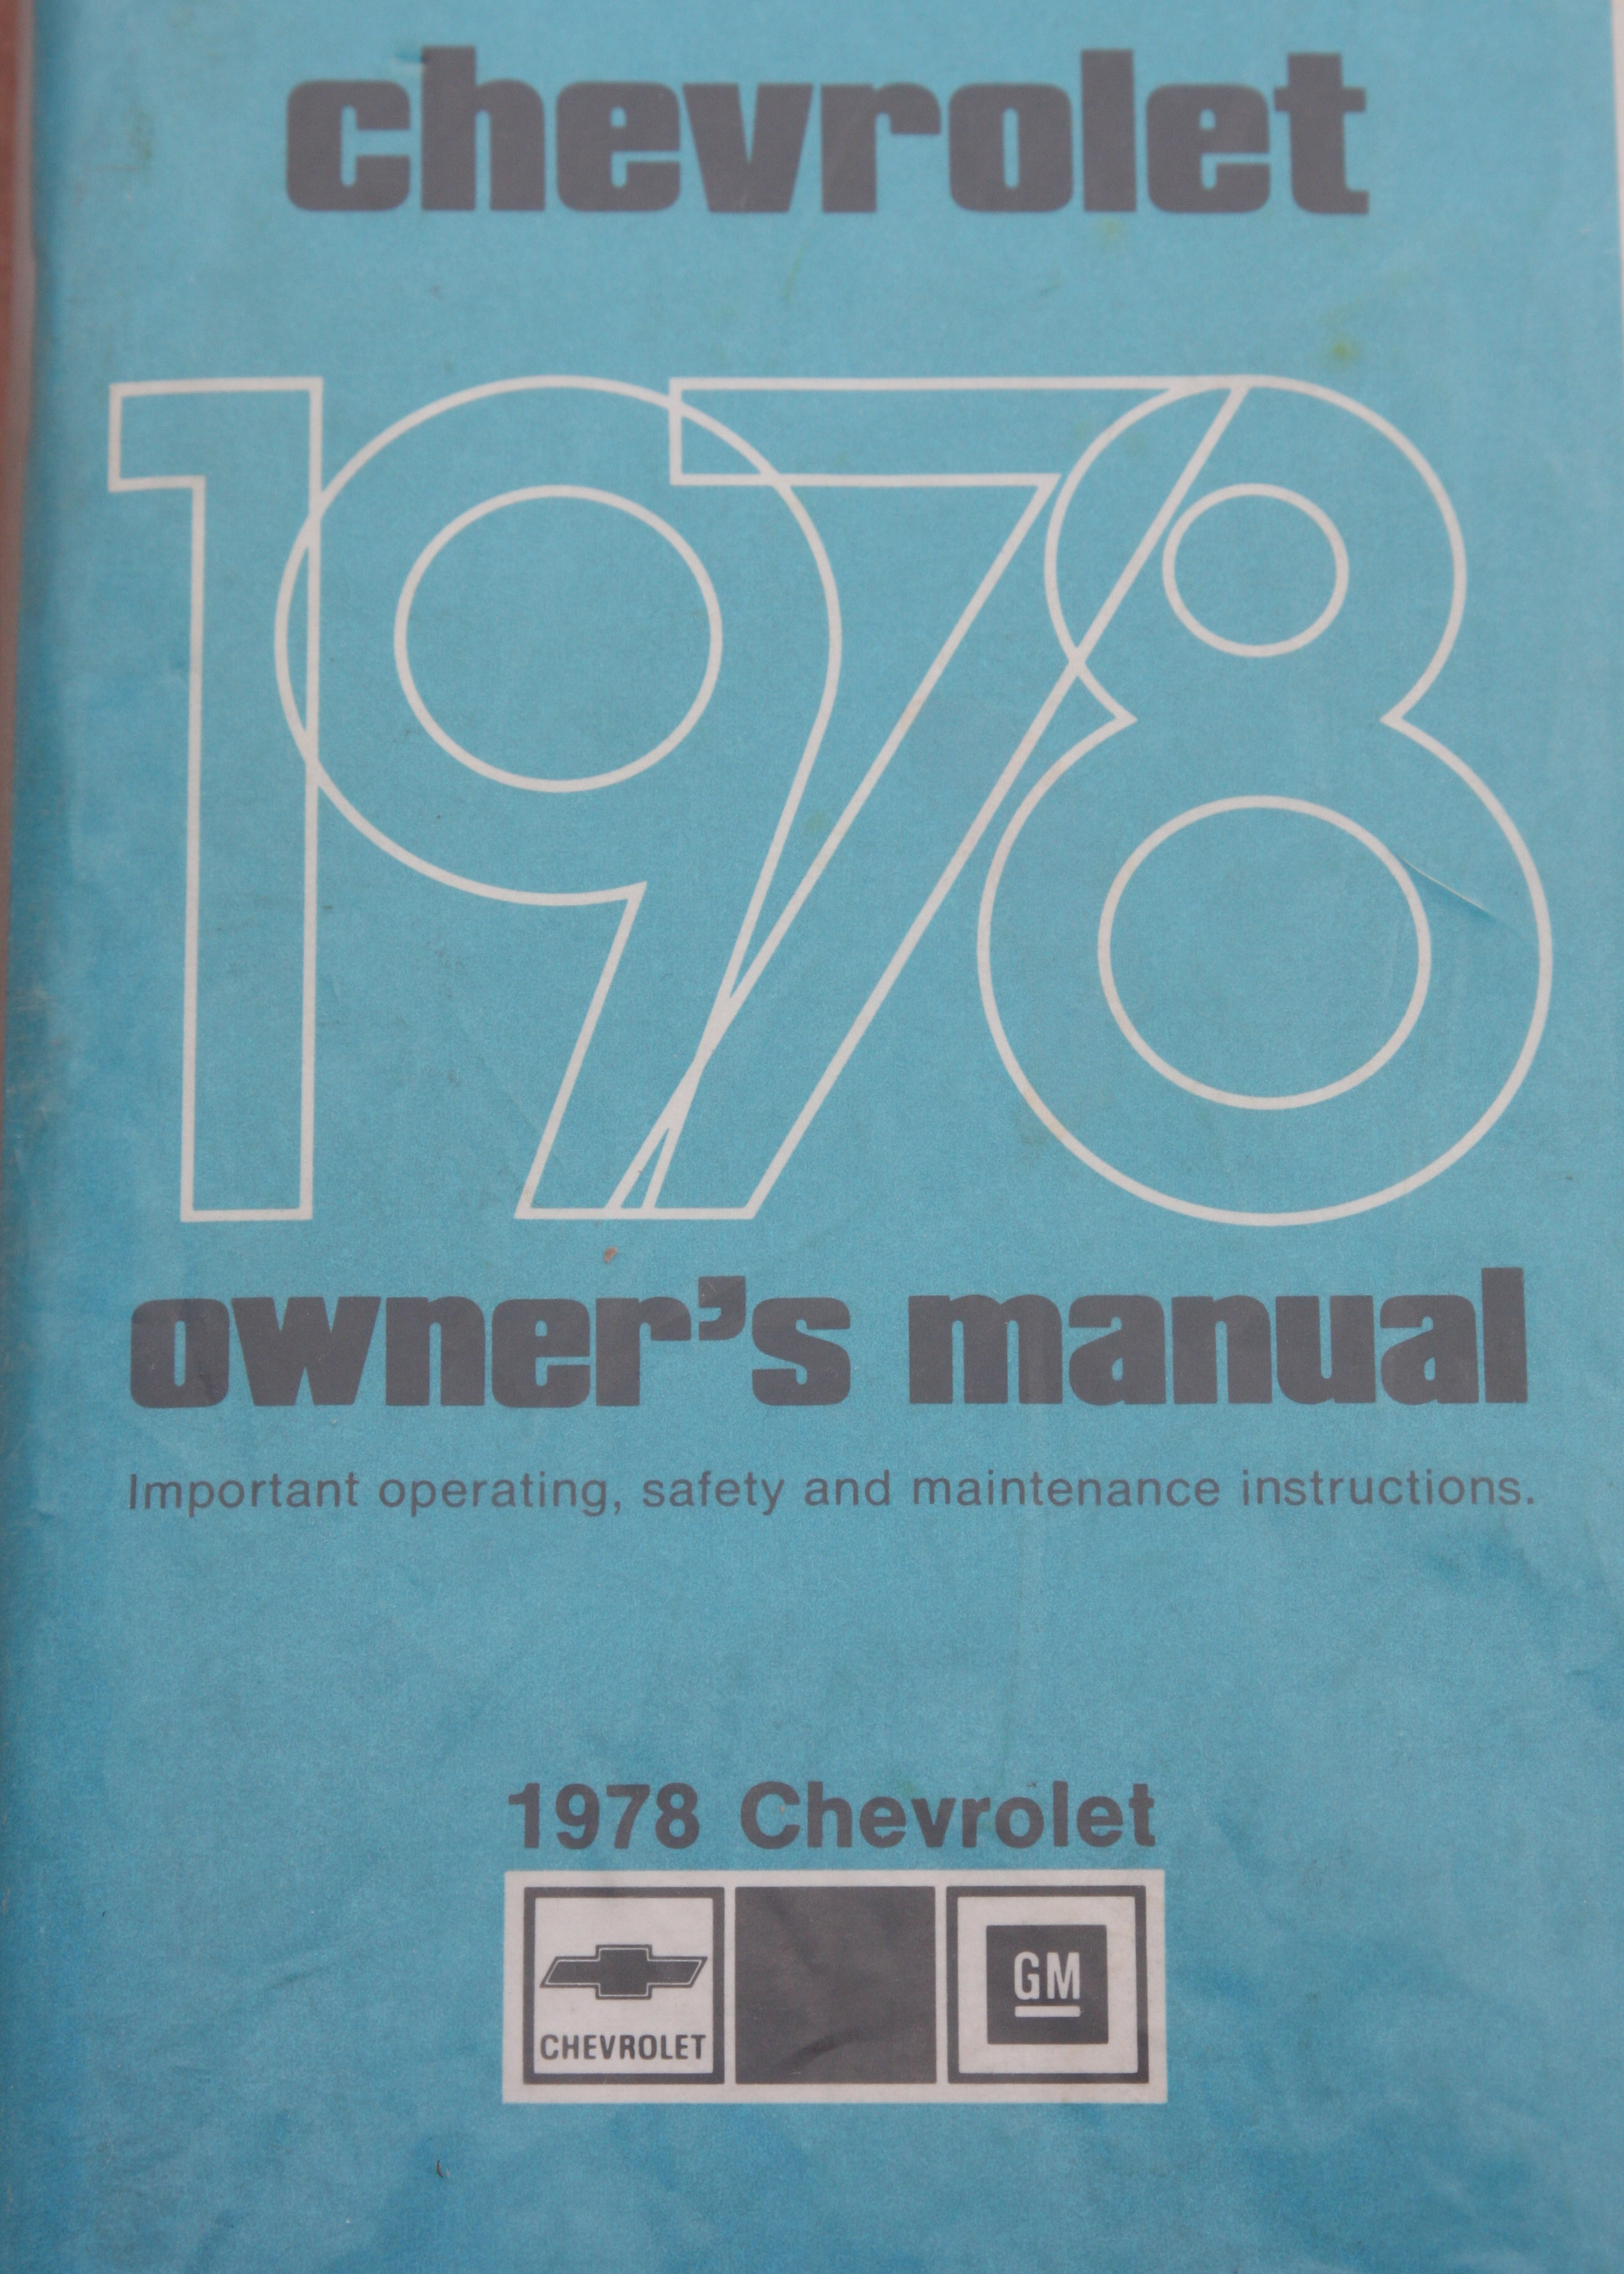 chevrolet
1978
owner's manual
Important operating, safety and maintenance instructions.
1978 Chevrolet
CHEVROLET
GM